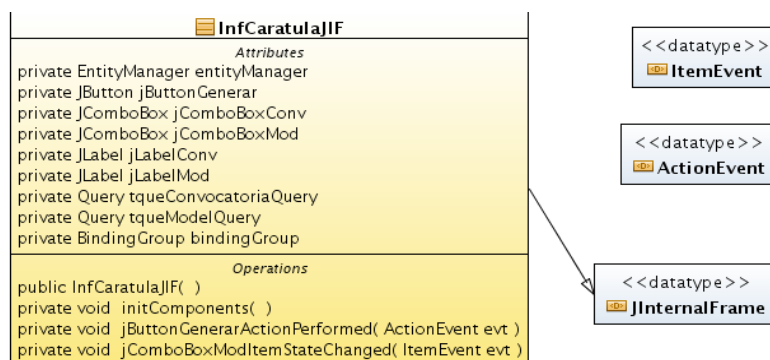 InfCaratulaJIF
Attributes
private EntityManager entityManager
private JButton jButtonGenerar
private JComboBox jComboBoxConv
private JComboBox jComboBoxMod
private JLabel jLabelConv
private JLabel jLabelMod
private Query tqueConvocatoriaQuery
private Query tqueModelQuery
private BindingGroup bindingGroup
Operations
public InfCaratulaJIF( )
private void initComponents( )
private void jButtonGenerarActionPerformed( ActionEvent evt )
private void jComboBoxModItemStateChanged( ItemEvent evt )
<<datatype>>
ItemEvent
<<datatype>>
ActionEvent
<<datatype>>
JInternalFrame